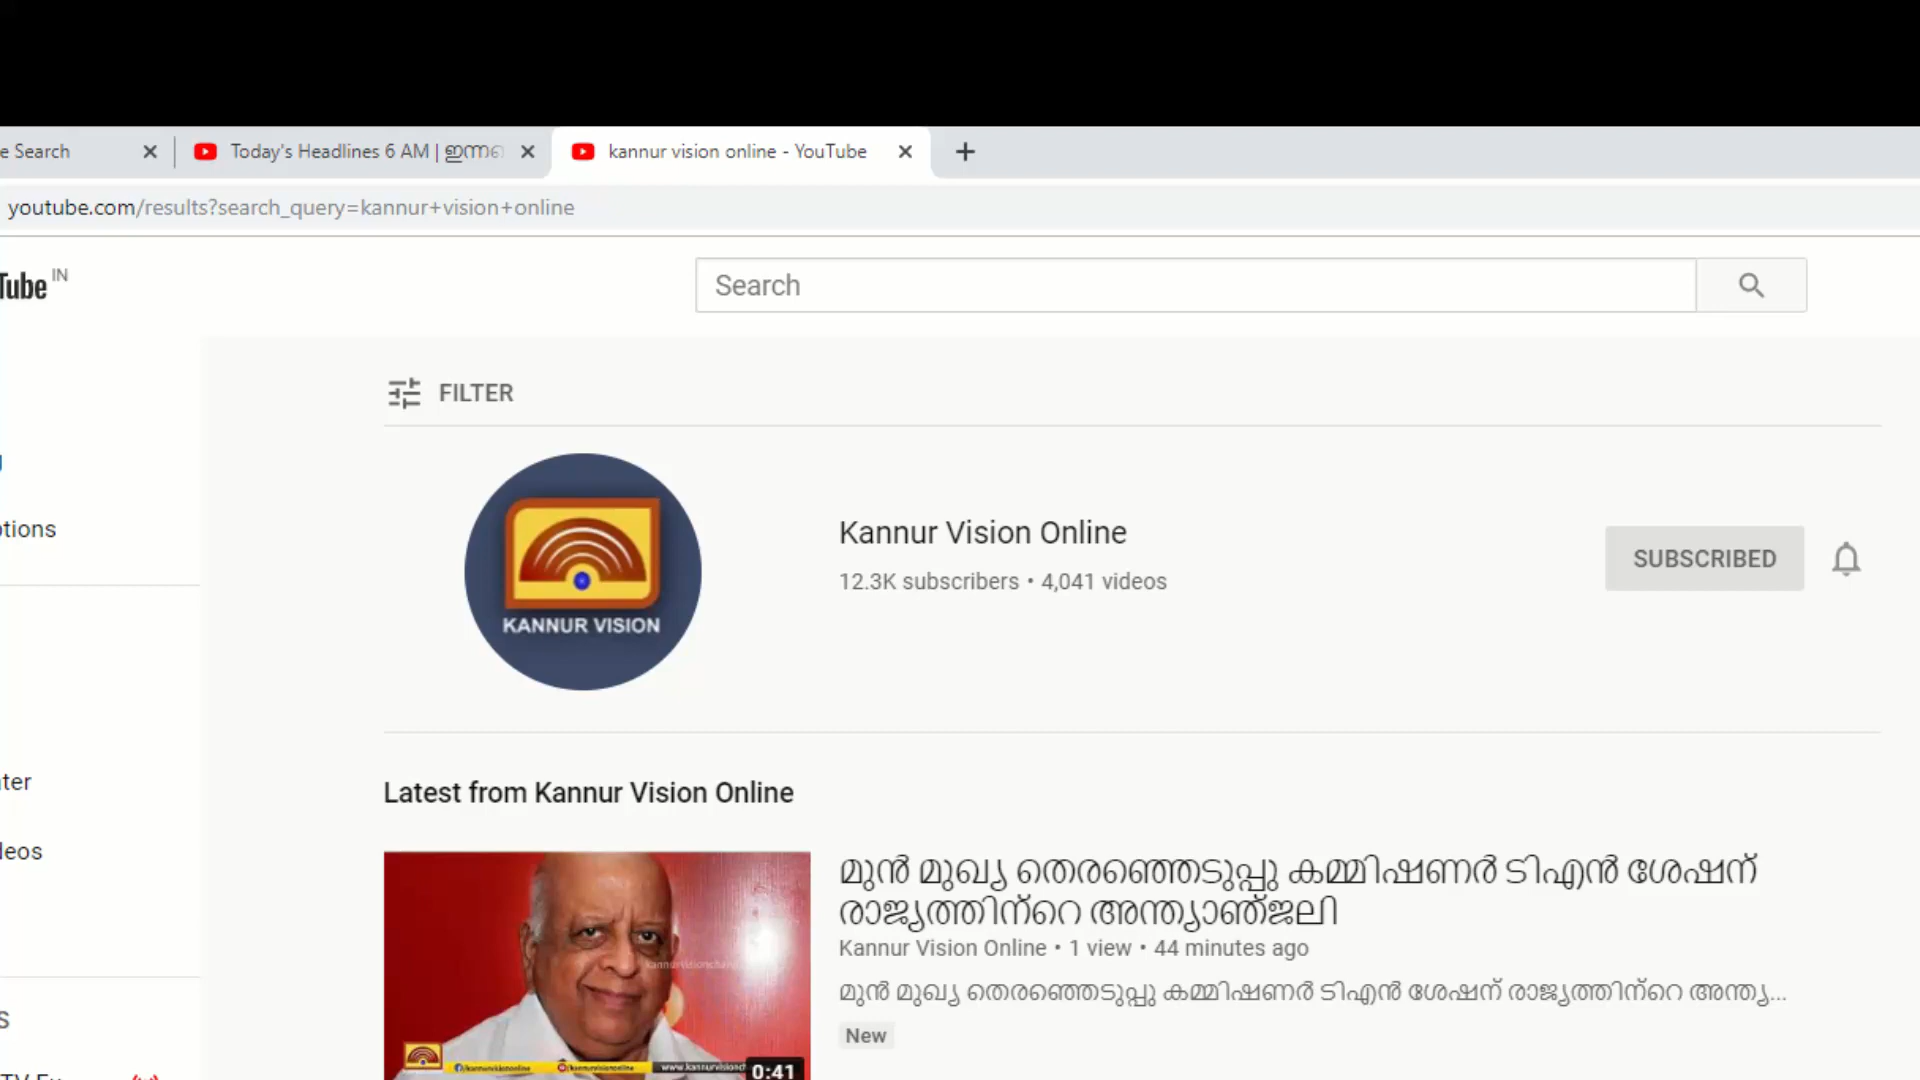 e Search
Today's Headlines 6 AM | ഇന്നത്
kannur vision online - YouTube
youtube.com/results?search_query=kannur+vision+online
Tube IN
Search
FILTER
KANNUR VISION
Kannur Vision Online
12.3K subscribers • 4,041 videos
SUBSCRIBED
Latest from Kannur Vision Online
മുൻ മുഖ്യ തെരഞ്ഞെടുപ്പു കമ്മിഷണർ ടിഎൻ ശേഷന്
രാജ്യത്തിന്റെ അന്ത്യാഞ്ജലി
Kannur Vision Online • 1 view • 44 minutes ago
മുൻ മുഖ്യ തെരഞ്ഞെടുപ്പു കമ്മിഷണർ ടിഎൻ ശേഷന് രാജ്യത്തിന്റെ അന്ത്യ...
New
0:41